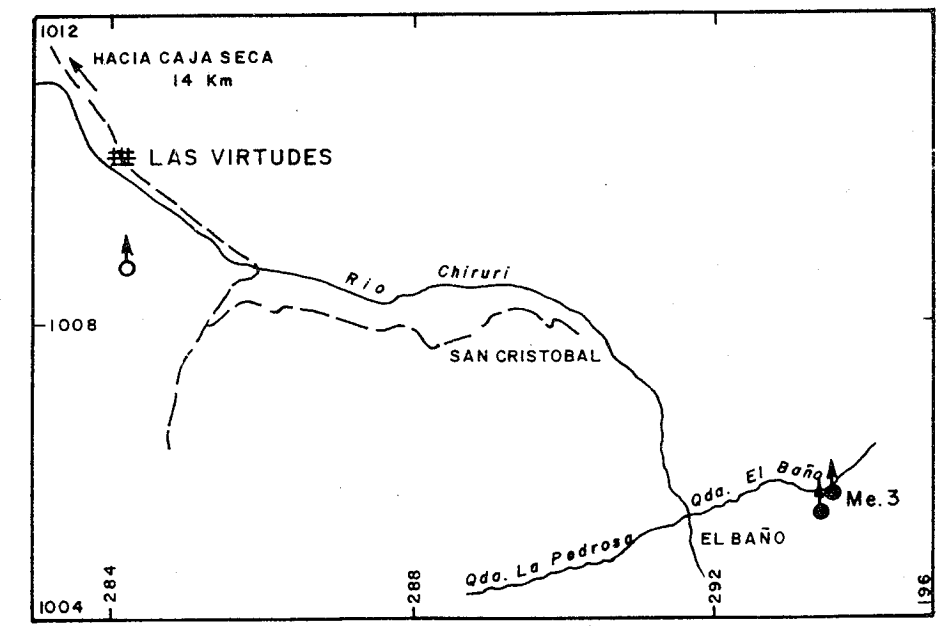 1012
HACIA CAJA SECA
14 Km
LAS VIRTUDES
Rio Chiruri
1008
SAN CRISTOBAL
Qda. El Baño
Me.3
EL BAÑO
Qda. La Pedrosa
1004
284
288
292
196